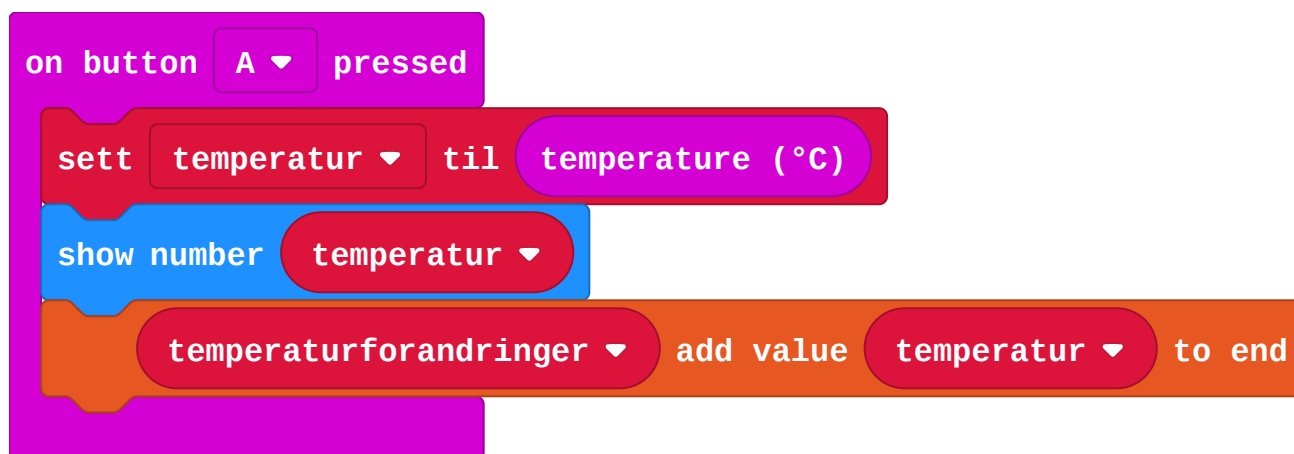 on button A pressed
sett temperatur til temperature (°C)
show number temperatur
temperaturforandringer add value temperatur to end